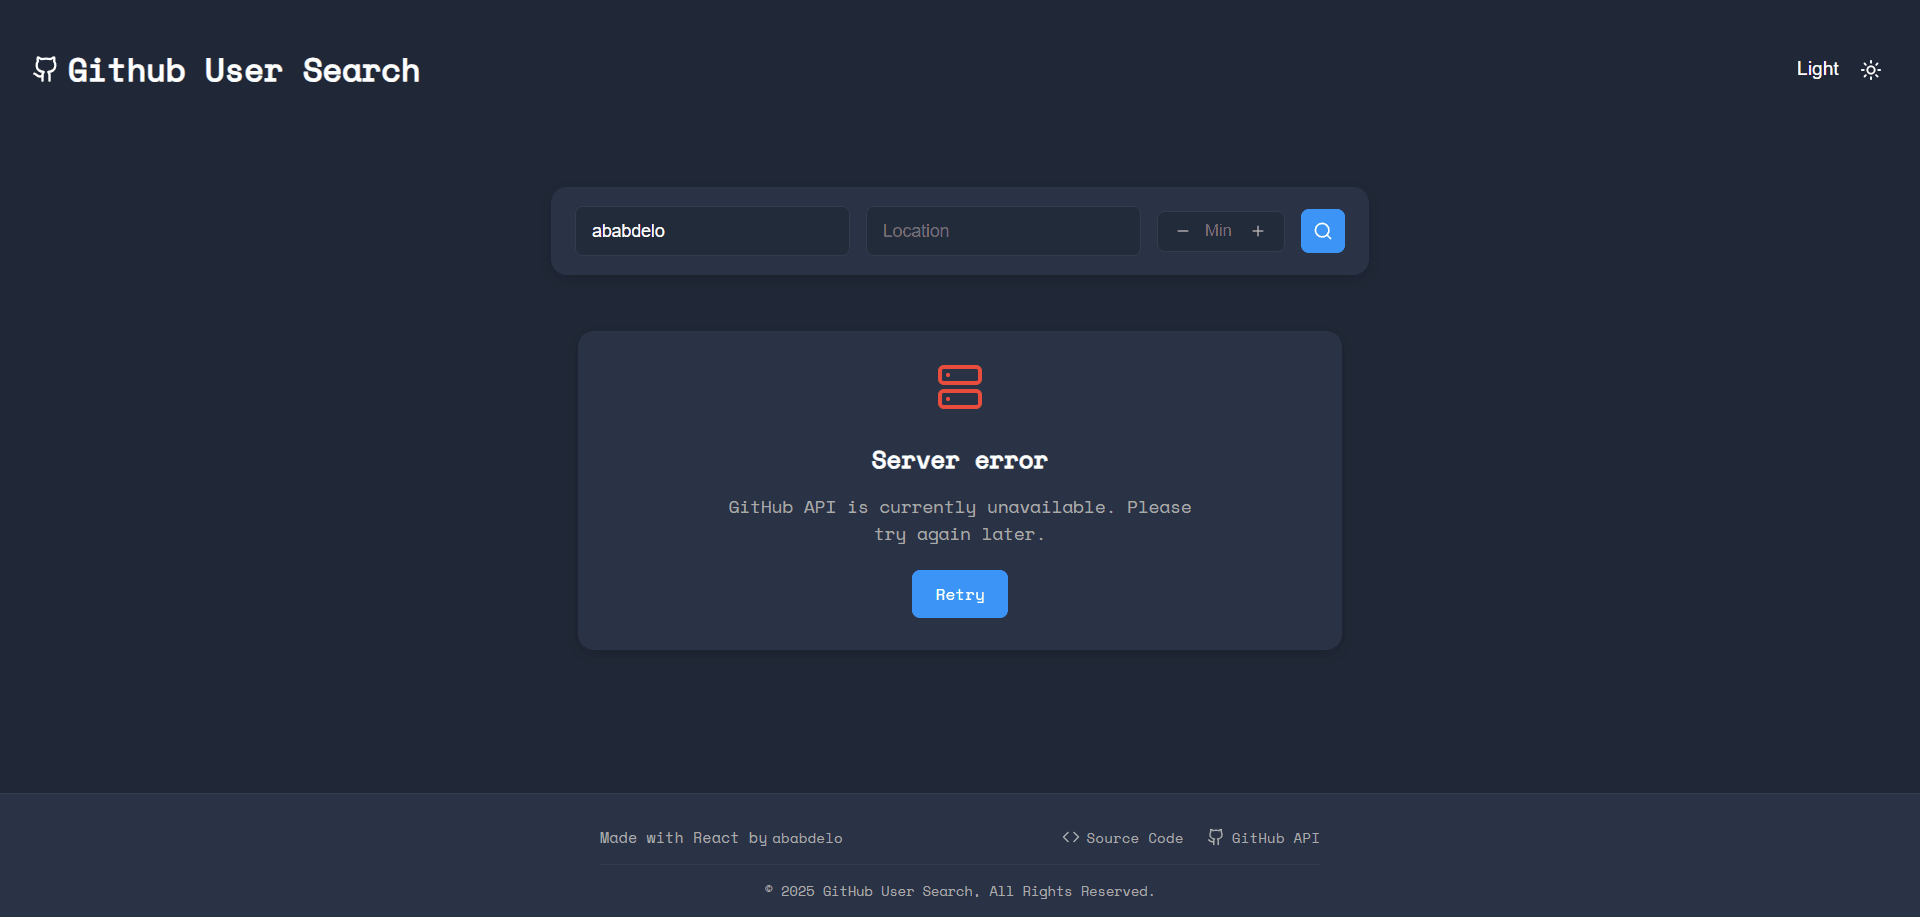 Github User Search
Light
ababdelo
Location
Min
Server error
GitHub API is currently unavailable. Please
try again later.
Retry
Made with React by ababdelo
Source Code
GitHub API
© 2025 GitHub User Search, All Rights Reserved.